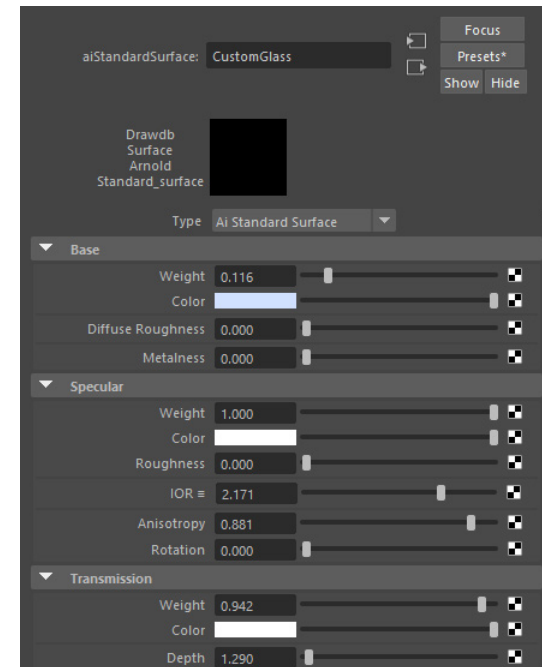 Focus
aiStandardSurface: CustomGlass
Presets*
Show Hide
Drawdb
Surface
Arnold
Standard_surface
Type Ai Standard Surface
Base
Weight 0.116
Color
Diffuse Roughness 0.000
Metalness 0.000
Specular
Weight 1.000
Color
Roughness 0.000
IOR ≡ 2.171
Anisotropy 0.881
Rotation 0.000
Transmission
Weight 0.942
Color
Depth 1.290